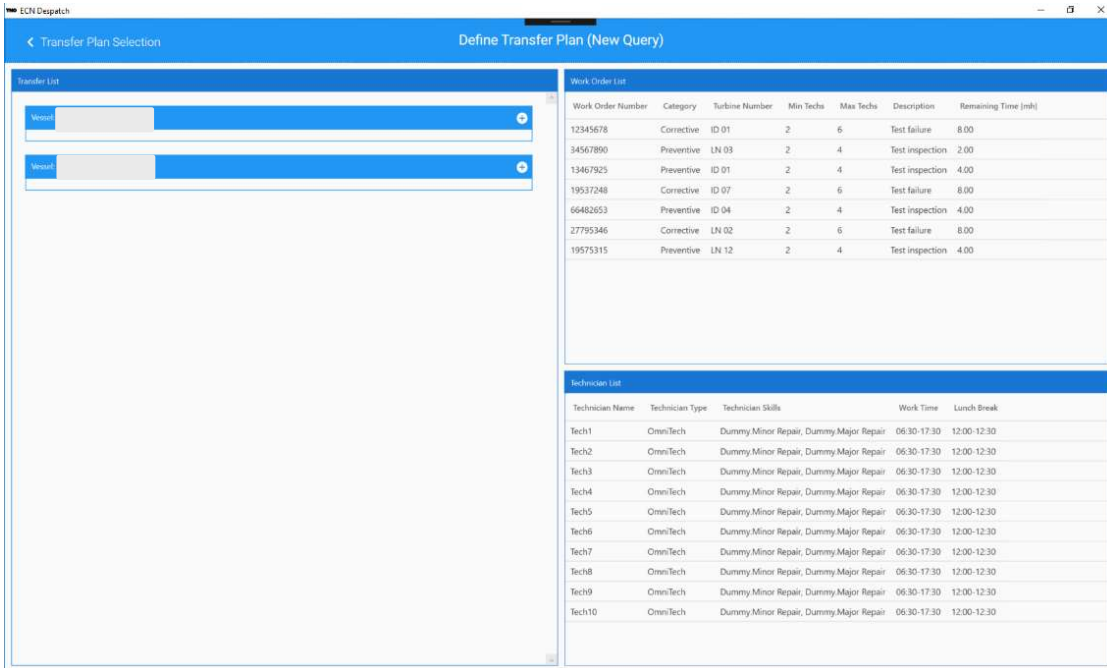 ECN Despatch
Transfer Plan Selection
Define Transfer Plan (New Query)
Transfer List
Vessel:
Vessel:
Work Order List
Work Order Number Category Turbine Number Min Techs Max Techs Description Remaining Time (mh)
12345678 Corrective ID 01 2 6 Test failure 8.00
34567890 Preventive LN 03 2 4 Test inspection 2.00
13467925 Preventive ID 01 2 4 Test inspection 4.00
19537248 Corrective ID 07 2 6 Test failure 8.00
66482653 Preventive ID 04 2 4 Test inspection 4.00
27795346 Corrective LN 02 2 6 Test failure 8.00
19575315 Preventive LN 12 2 4 Test inspection 4.00
Technician List
Technician Name Technician Type Technician Skills Work Time Lunch Break
Tech1 OmniTech Dummy.Minor Repair, Dummy.Major Repair 06:30-17:30 12:00-12:30
Tech2 OmniTech Dummy.Minor Repair, Dummy.Major Repair 06:30-17:30 12:00-12:30
Tech3 OmniTech Dummy.Minor Repair, Dummy.Major Repair 06:30-17:30 12:00-12:30
Tech4 OmniTech Dummy.Minor Repair, Dummy.Major Repair 06:30-17:30 12:00-12:30
Tech5 OmniTech Dummy.Minor Repair, Dummy.Major Repair 06:30-17:30 12:00-12:30
Tech6 OmniTech Dummy.Minor Repair, Dummy.Major Repair 06:30-17:30 12:00-12:30
Tech7 OmniTech Dummy.Minor Repair, Dummy.Major Repair 06:30-17:30 12:00-12:30
Tech8 OmniTech Dummy.Minor Repair, Dummy.Major Repair 06:30-17:30 12:00-12:30
Tech9 OmniTech Dummy.Minor Repair, Dummy.Major Repair 06:30-17:30 12:00-12:30
Tech10 OmniTech Dummy.Minor Repair, Dummy.Major Repair 06:30-17:30 12:00-12:30